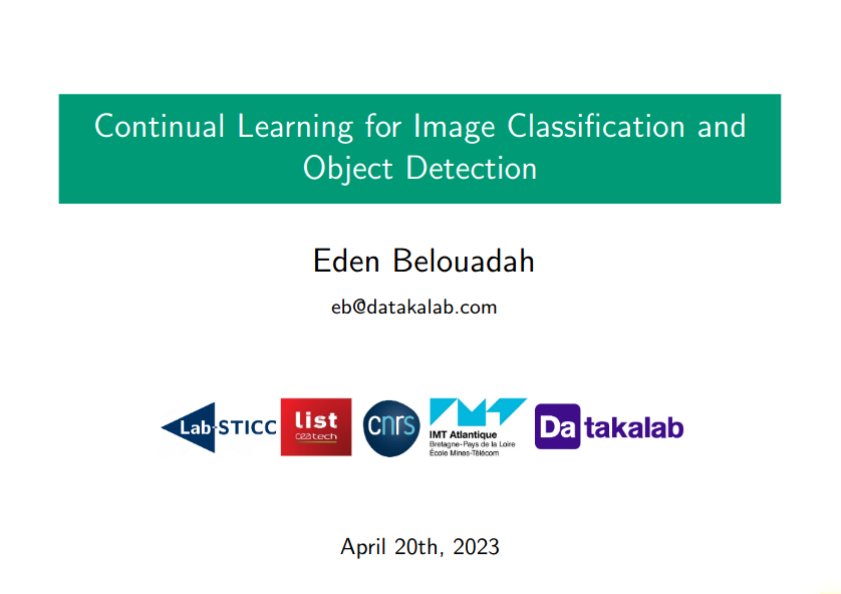 Continual Learning for Image Classification and
Object Detection
Eden Belouadah
eb@datakalab.com
Lab-STICC
list
ceatech
cnrs
IMT Atlantique
Bretagne-Pays de la Loire
École Mines-Télécom
Datakalab
April 20th, 2023